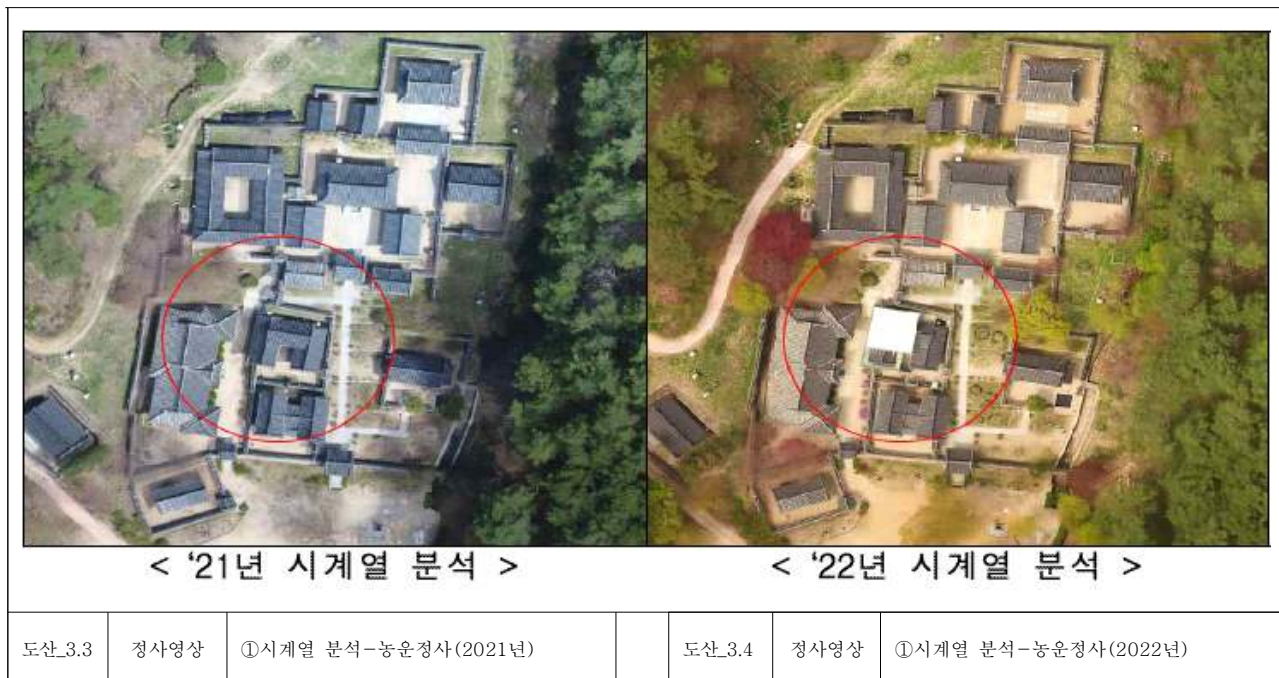 < '21년 시계열 분석 >
< '22년 시계열 분석 >
도산_3.3 정사영상 ①시계열 분석-농운정사(2021년)
도산_3.4 정사영상 ①시계열 분석-농운정사(2022년)